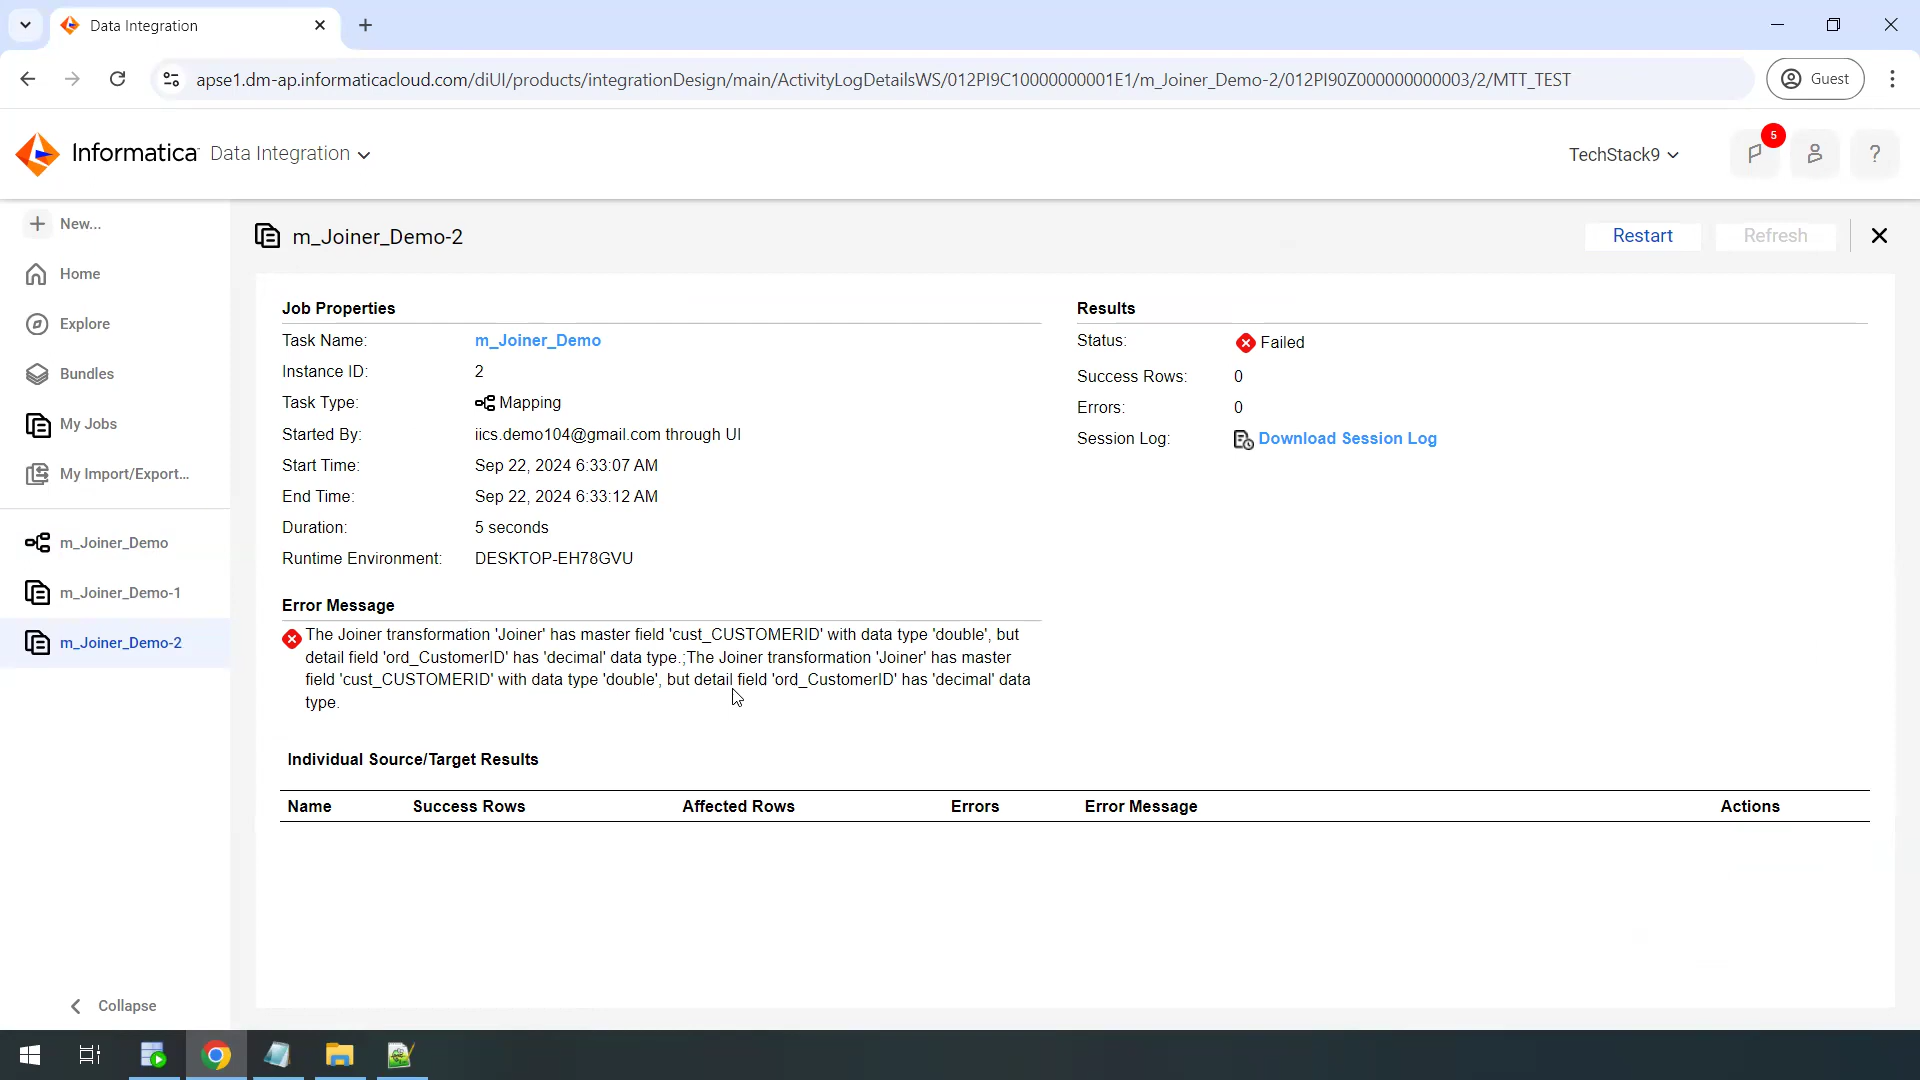 Data Integration
apse1.dm-ap.informaticacloud.com/diUI/products/integrationDesign/main/ActivityLogDetailsWS/012PI9C10000000001E1/m_Joiner_Demo-2/012PI90Z000000000003/2/MTT_TEST
Guest
Informatica Data Integration
TechStack9
5
?
New...
Home
Explore
Bundles
My Jobs
My Import/Export...
m_Joiner_Demo
m_Joiner_Demo-1
m_Joiner_Demo-2
Collapse
m_Joiner_Demo-2
Restart
Refresh
Job Properties
Task Name: m_Joiner_Demo
Instance ID: 2
Task Type: Mapping
Started By: iics.demo104@gmail.com through UI
Start Time: Sep 22, 2024 6:33:07 AM
End Time: Sep 22, 2024 6:33:12 AM
Duration: 5 seconds
Runtime Environment: DESKTOP-EH78GVU
Results
Status: Failed
Success Rows: 0
Errors: 0
Session Log: Download Session Log
Error Message
The Joiner transformation 'Joiner' has master field 'cust_CUSTOMERID' with data type 'double', but
detail field 'ord_CustomerID' has 'decimal' data type.;The Joiner transformation 'Joiner' has master
field 'cust_CUSTOMERID' with data type 'double', but detail field 'ord_CustomerID' has 'decimal' data
type.
Individual Source/Target Results
Name Success Rows Affected Rows Errors Error Message Actions